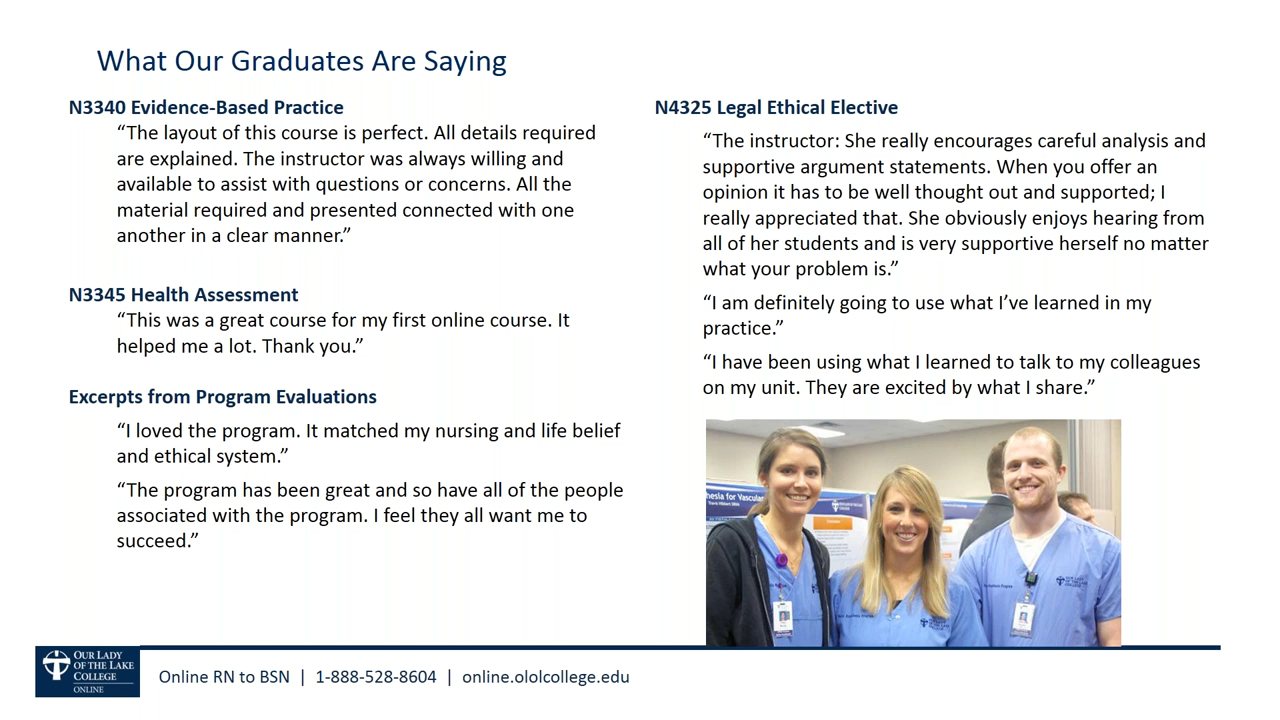 What Our Graduates Are Saying
N3340 Evidence-Based Practice
“The layout of this course is perfect. All details required
are explained. The instructor was always willing and
available to assist with questions or concerns. All the
material required and presented connected with one
another in a clear manner.”
N3345 Health Assessment
“This was a great course for my first online course. It
helped me a lot. Thank you.”
Excerpts from Program Evaluations
“I loved the program. It matched my nursing and life belief
and ethical system.”
“The program has been great and so have all of the people
associated with the program. I feel they all want me to
succeed.”
N4325 Legal Ethical Elective
“The instructor: She really encourages careful analysis and
supportive argument statements. When you offer an
opinion it has to be well thought out and supported; I
really appreciated that. She obviously enjoys hearing from
all of her students and is very supportive herself no matter
what your problem is.”
“I am definitely going to use what I’ve learned in my
practice.”
“I have been using what I learned to talk to my colleagues
on my unit. They are excited by what I share.”
hesia for Vascula
OUR LADY
OF THE LAKE
COLLEGE
OUR LADY
OF THE LAKE
COLLEGE
ONLINE
Online RN to BSN | 1-888-528-8604 | online.ololcollege.edu